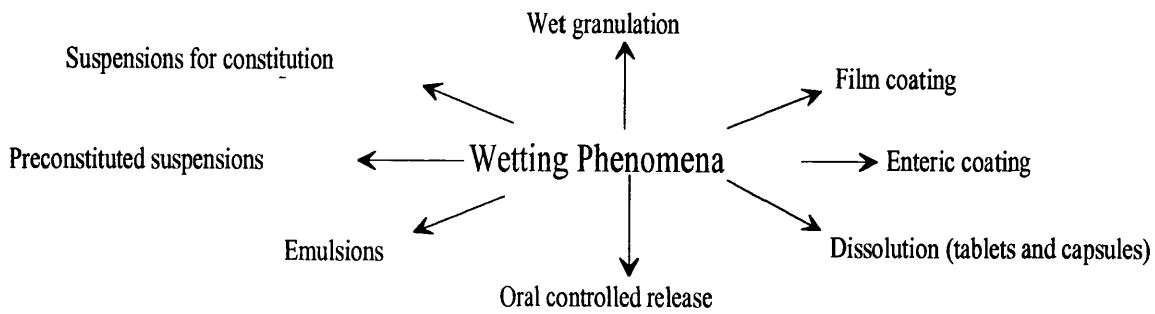 Wet granulation
Suspensions for constitution
Film coating
Preconstituted suspensions
Wetting Phenomena
Enteric coating
Emulsions
Dissolution (tablets and capsules)
Oral controlled release